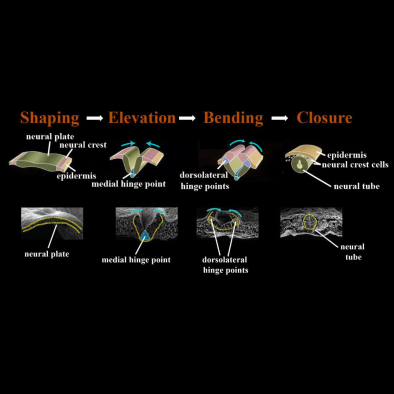 Shaping Elevation Bending Closure
neural plate
neural crest
epidermis
medial hinge point
dorsolateral
hinge points
epidermis
neural crest cells
neural tube
neural plate
medial hinge point
dorsolateral
hinge points
neural
tube